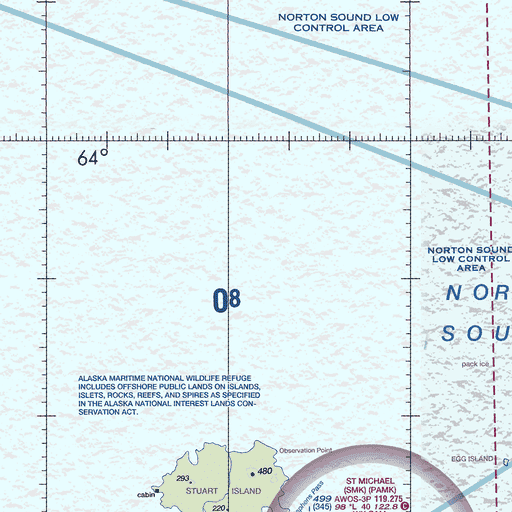 NORTON SOUND LOW
CONTROL AREA
64°
NORTON SOUND
LOW CONTROL
AREA
NOR
SOU
08
pack ice
ALASKA MARITIME NATIONAL WILDLIFE REFUGE
INCLUDES OFFSHORE PUBLIC LANDS ON ISLANDS,
ISLETS, ROCKS, REEFS, AND SPIRES AS SPECIFIED
IN THE ALASKA NATIONAL INTEREST LANDS CON-
SERVATION ACT.
Observation Point
EGG ISLAND
480
293
STUART ISLAND
cabin
220
ST MICHAEL
(SMK) (PAMK)
499 AWOS-3P 119.275
(345) 98 *L 40 122.8 C